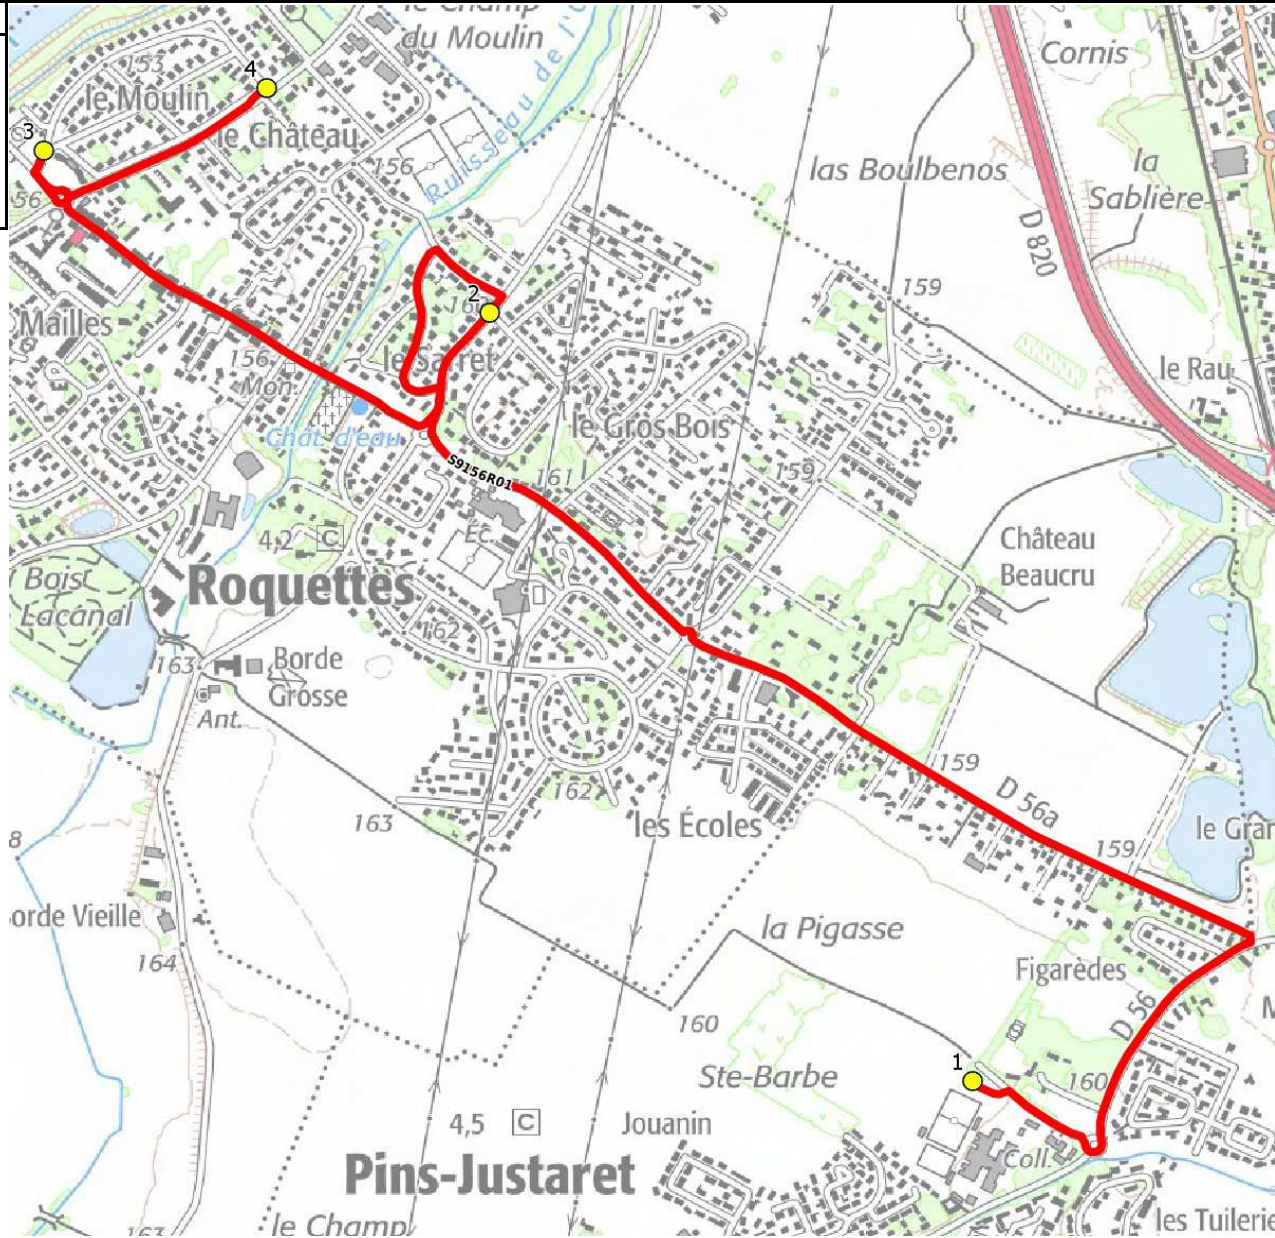 le Champ
du Moulin
Cornis
153
4
le Moulin
le Château
3
156
Ruisseau de l'O
las Boulbenos
la
Sablière
56
D 820
2
159
Mailles
le Sarret
156
Mon.
le Rau
le Gros Bois
Chât. d'eau
S9156R01
161
159
4,2 C
Éc.
Château
Beaucru
Bois
Lacanal
Roquettes
162
163
Borde
Grosse
Ant.
159
D 56a
162
163
les Écoles
159
le Gran
8
orde Vieille
la Pigasse
164
Figarèdes
D 56
160
1
Ste-Barbe
160
4,5 C
Jouanin
Coll.
Pins-Justaret
le Champ
163
les Tuilerie